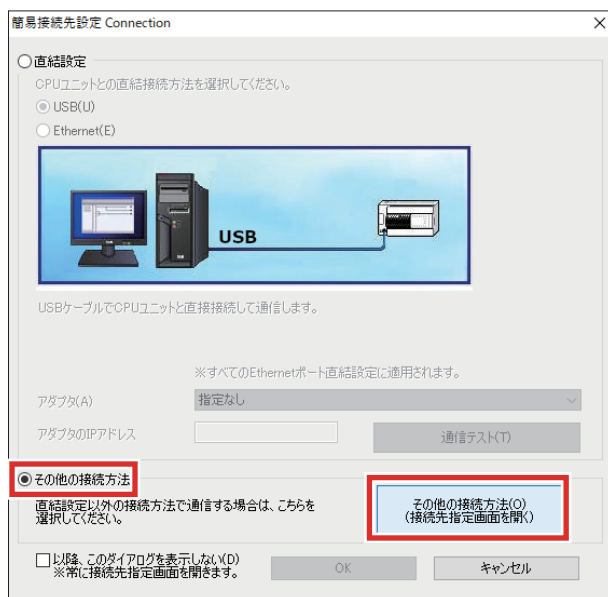 簡易接続先設定 Connection
直結設定
CPUユニットとの直結接続方法を選択してください。
USB(U)
Ethernet(E)
USB
USBケーブルでCPUユニットと直接接続して通信します。
※すべてのEthernetポート直結設定に適用されます。
アダプタ(A)
指定なし
アダプタのIPアドレス
通信テスト(T)
その他の接続方法
直結設定以外の接続方法で通信する場合は、こちらを
選択してください。
その他の接続方法(O)
(接続先指定画面を開く)
以降、このダイアログを表示しない(D)
※常に接続先指定画面を開きます。
OK
キャンセル